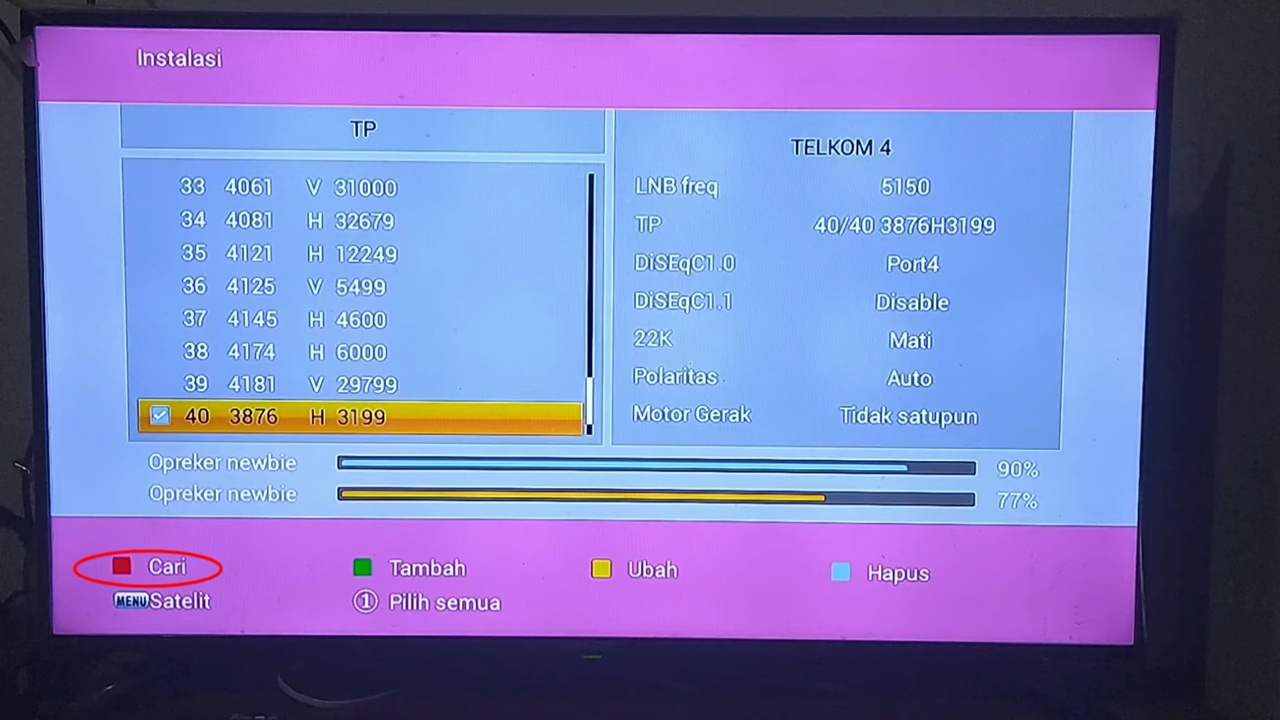 Instalasi
TP
33 4061 V 31000
34 4081 H 32679
35 4121 H 12249
36 4125 V 5499
37 4145 H 4600
38 4174 H 6000
39 4181 V 29799
40 3876 H 3199
TELKOM 4
LNB freq 5150
TP 40/40 3876H3199
DiSEqC1.0 Port4
DiSEqC1.1 Disable
22K Mati
Polaritas Auto
Motor Gerak Tidak satupun
Opreker newbie 90%
Opreker newbie 77%
Cari Tambah Ubah Hapus
MENU Satelit 1 Pilih semua